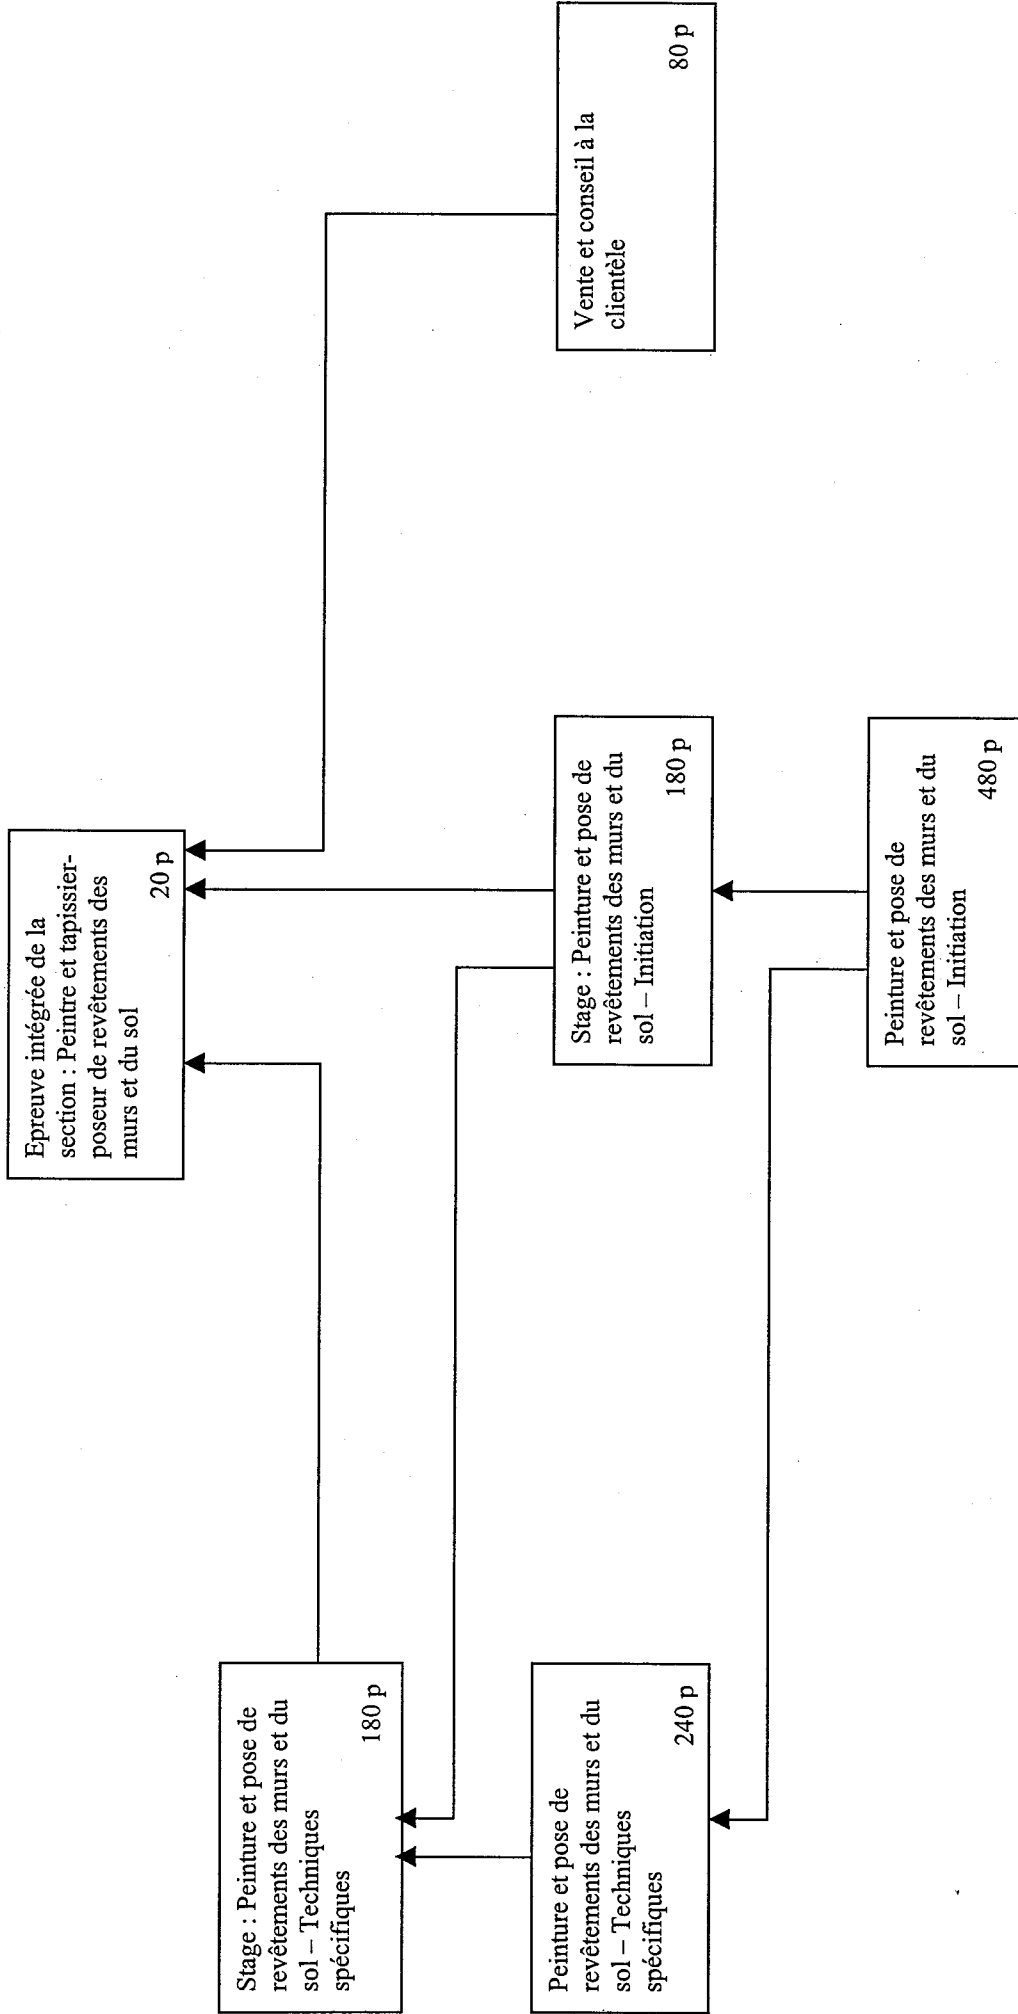 Epreuve intégrée de la
section : Peintre et tapissier-
poseur de revêtements des
murs et du sol
20 p
Stage : Peinture et pose de
revêtements des murs et du
sol – Techniques
spécifiques
180 p
Peinture et pose de
revêtements des murs et du
sol – Techniques
spécifiques
240 p
Stage : Peinture et pose de
revêtements des murs et du
sol – Initiation
180 p
Vente et conseil à la
clientèle
80 p
Peinture et pose de
revêtements des murs et du
sol – Initiation
480 p